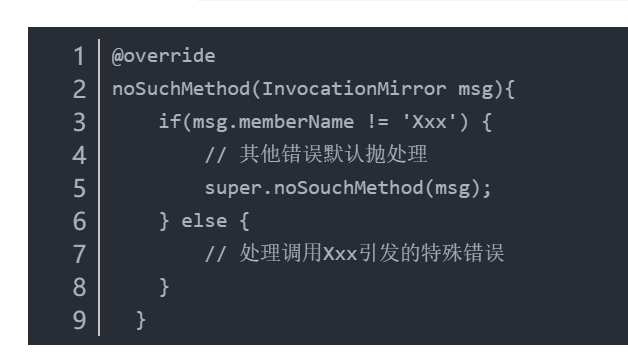 1 @override
2 noSuchMethod(InvocationMirror msg){
3 if(msg.memberName != 'Xxx') {
4 // 其他错误默认抛处理
5 super.noSouchMethod(msg);
6 } else {
7 // 处理调用Xxx引发的特殊错误
8 }
9 }